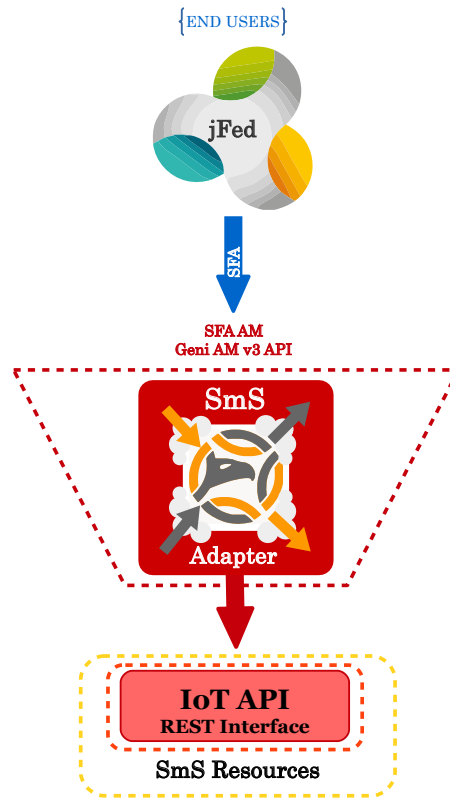 {END USERS}
jFed
SFA
SFA AM
Geni AM v3 API
SmS
Adapter
IoT API
REST Interface
SmS Resources